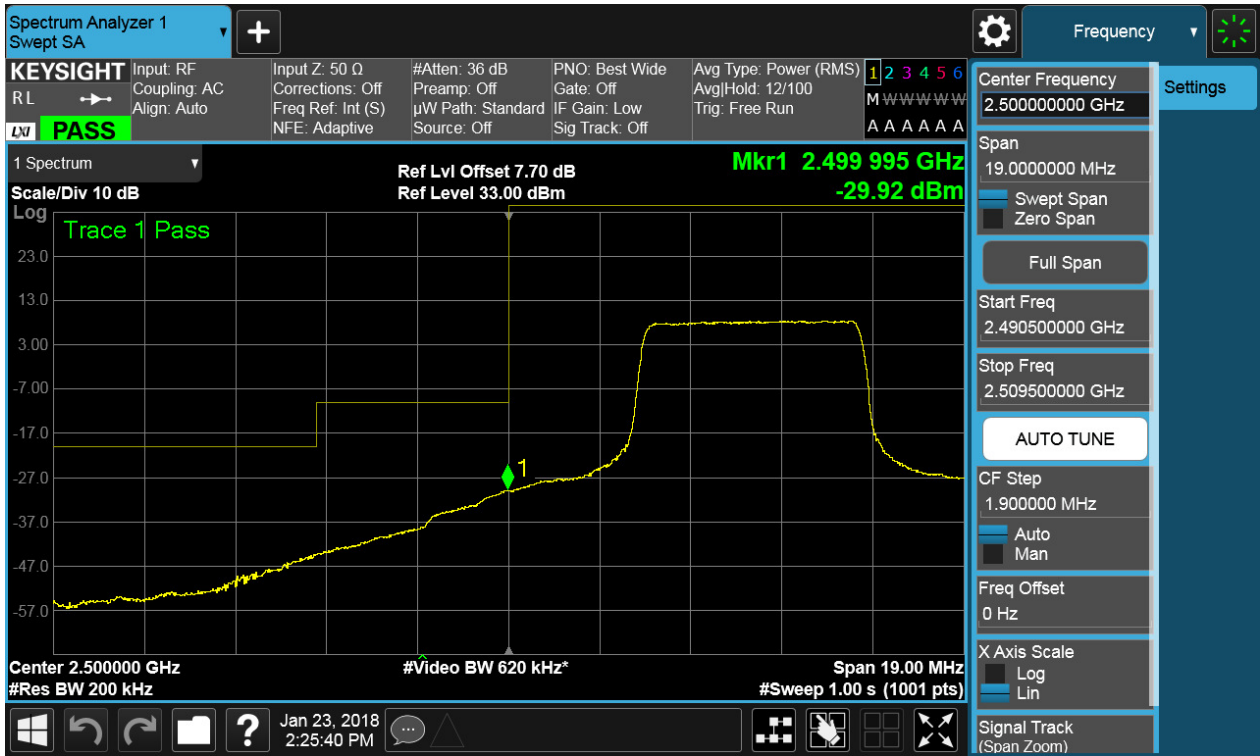 Spectrum Analyzer 1
Swept SA
+
Frequency
KEYSIGHT
R L
LXI PASS
Input: RF
Coupling: AC
Align: Auto
Input Z: 50 Ω
Corrections: Off
Freq Ref: Int (S)
NFE: Adaptive
#Atten: 36 dB
Preamp: Off
µW Path: Standard
Source: Off
PNO: Best Wide
Gate: Off
IF Gain: Low
Sig Track: Off
Avg Type: Power (RMS)
Avg|Hold: 12/100
Trig: Free Run
1 2 3 4 5 6
M W W W W W
A A A A A A
1 Spectrum
Scale/Div 10 dB
Ref Lvl Offset 7.70 dB
Ref Level 33.00 dBm
Mkr1 2.499 995 GHz
-29.92 dBm
Log
Trace 1 Pass
23.0
13.0
3.00
-7.00
-17.0
-27.0
-37.0
-47.0
-57.0
1
Center 2.500000 GHz
#Video BW 620 kHz*
Span 19.00 MHz
#Res BW 200 kHz
#Sweep 1.00 s (1001 pts)
Center Frequency
2.500000000 GHz
Settings
Span
19.0000000 MHz
Swept Span
Zero Span
Full Span
Start Freq
2.490500000 GHz
Stop Freq
2.509500000 GHz
AUTO TUNE
CF Step
1.900000 MHz
Auto
Man
Freq Offset
0 Hz
X Axis Scale
Log
Lin
Signal Track
(Span Zoom)
?
Jan 23, 2018
2:25:40 PM